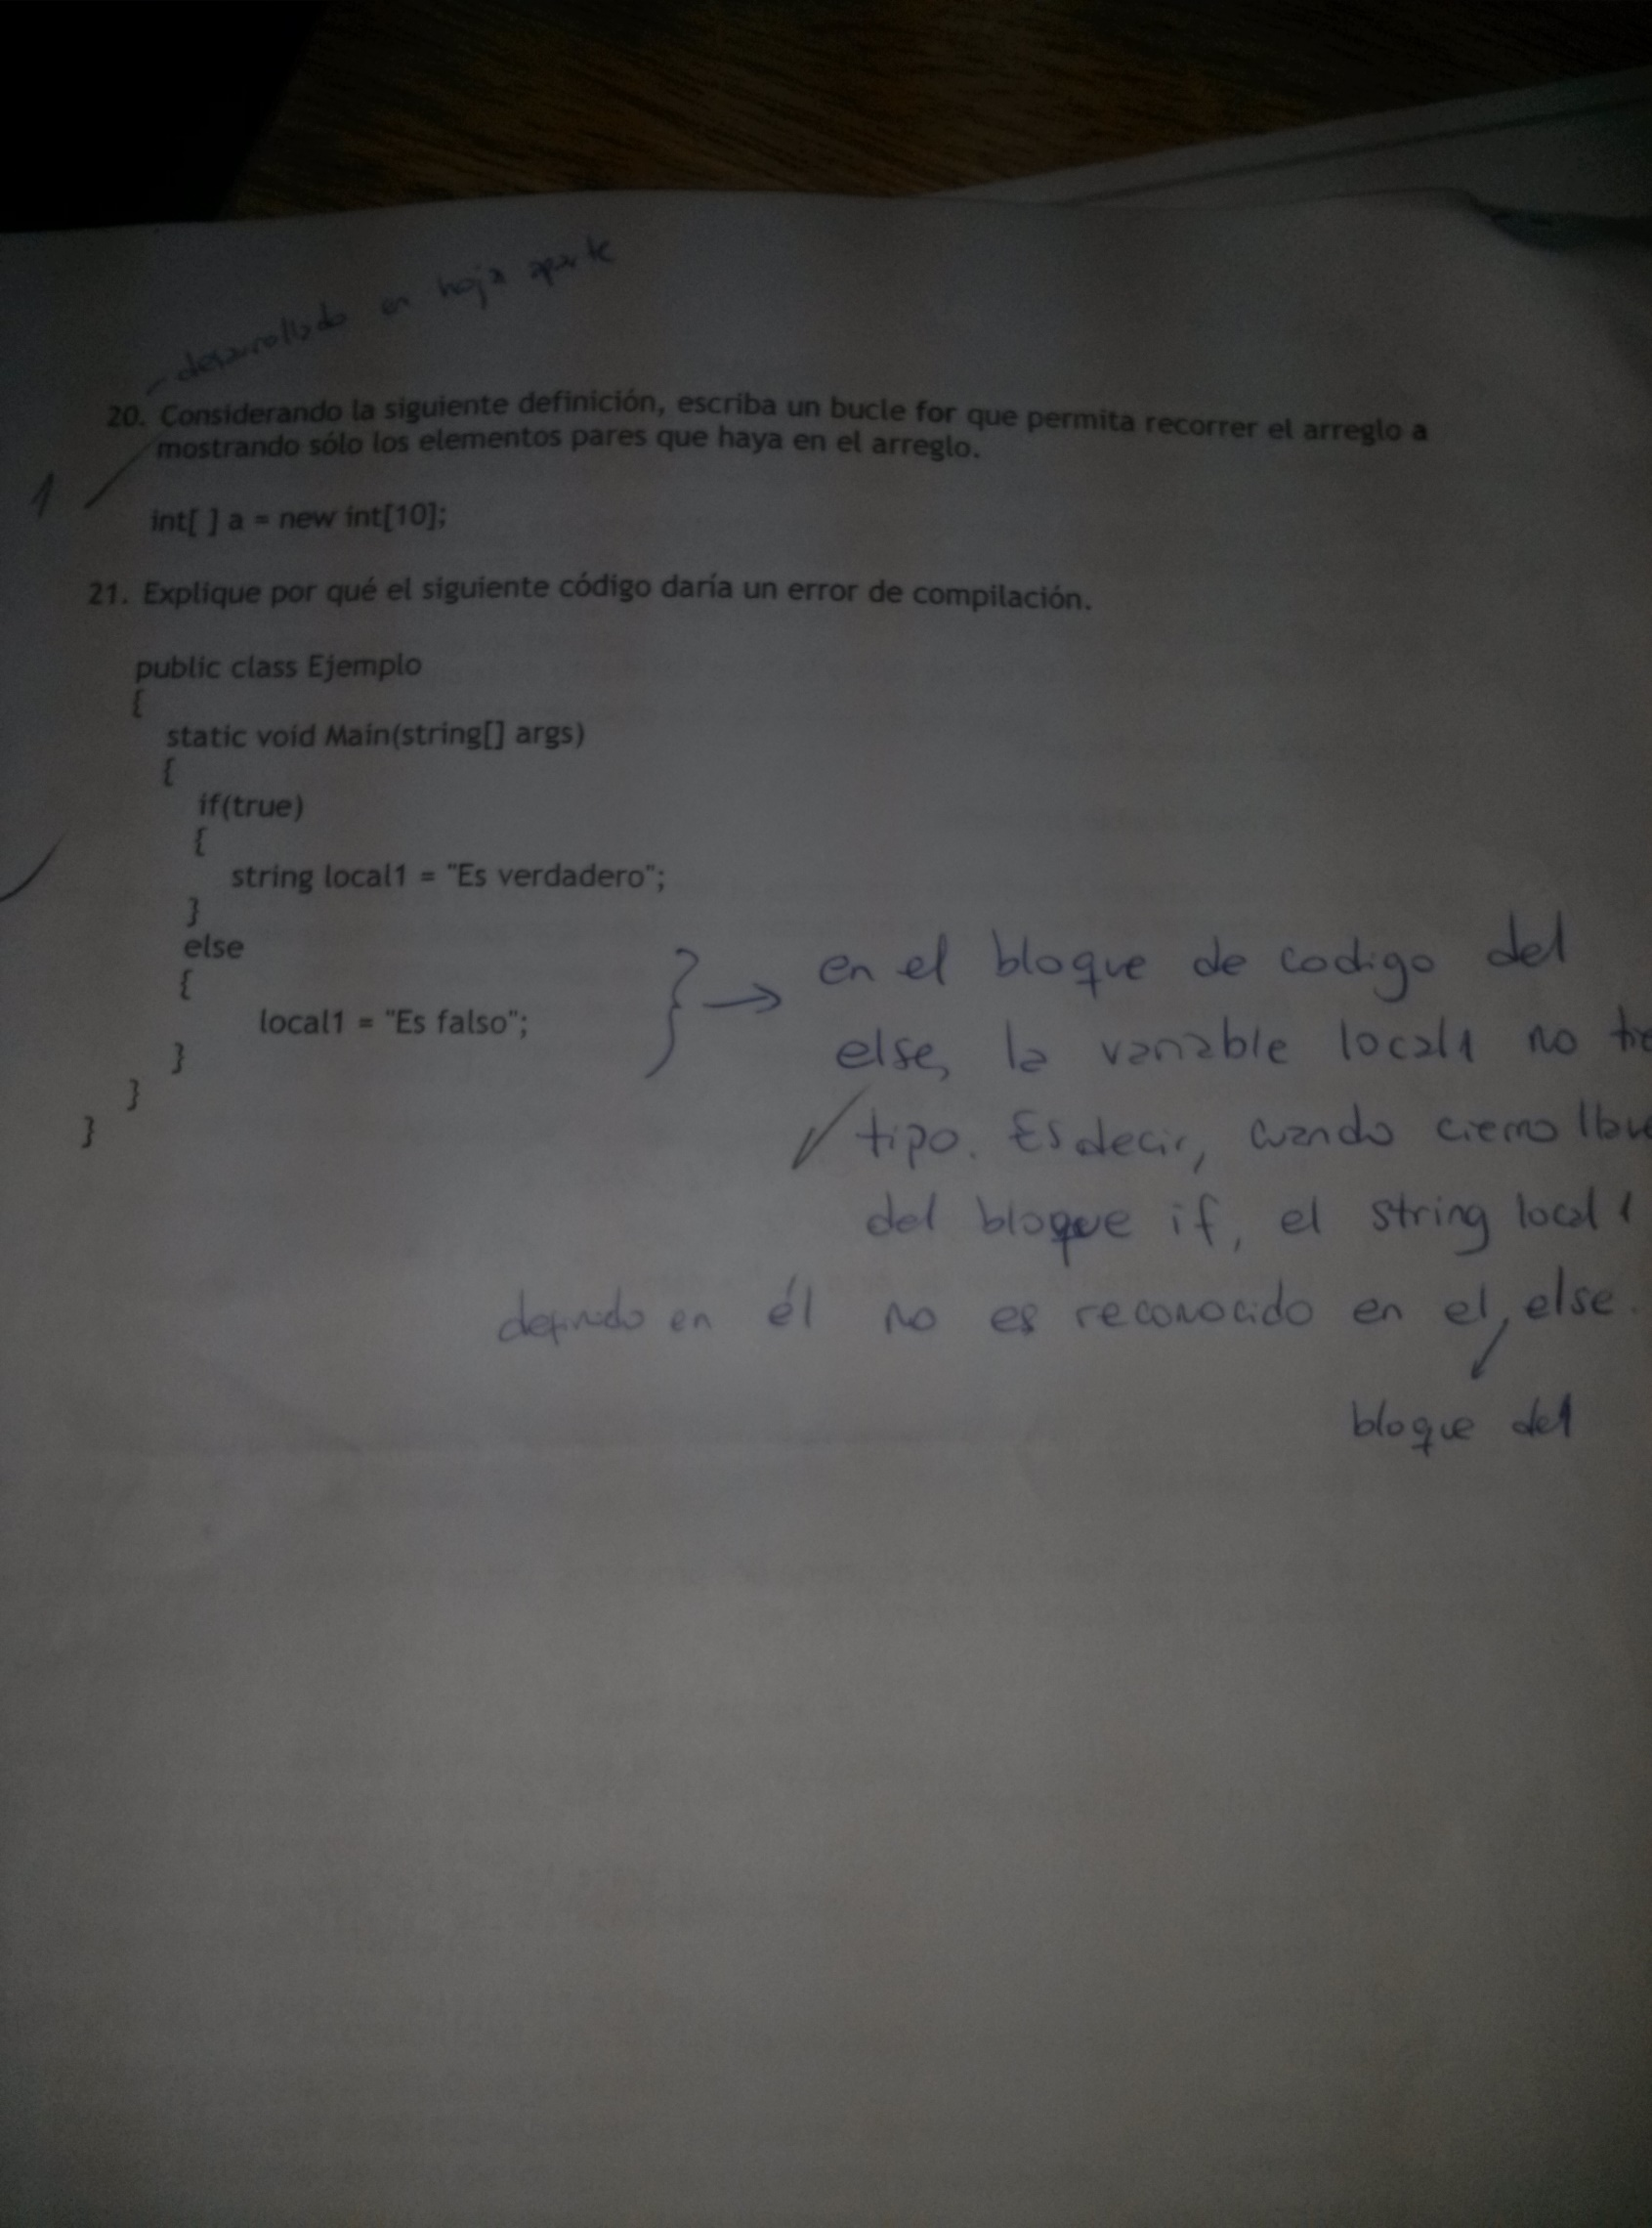 desarrollado en hoja aparte
20. Considerando la siguiente definición, escriba un bucle for que permita recorrer el arreglo a
mostrando sólo los elementos pares que haya en el arreglo.
1
int[ ] a = new int[10];
21. Explique por qué el siguiente código daría un error de compilación.
public class Ejemplo
{
static void Main(string[] args)
{
if(true)
{
string local1 = "Es verdadero";
}
else
{
local1 = "Es falso";
}
}
}
} → en el bloque de codigo del
else, la variable local1 no
tipo. Es decir, cuando cierro
del bloque if, el string local 1
definido en él no es reconocido en el, else.
bloque del